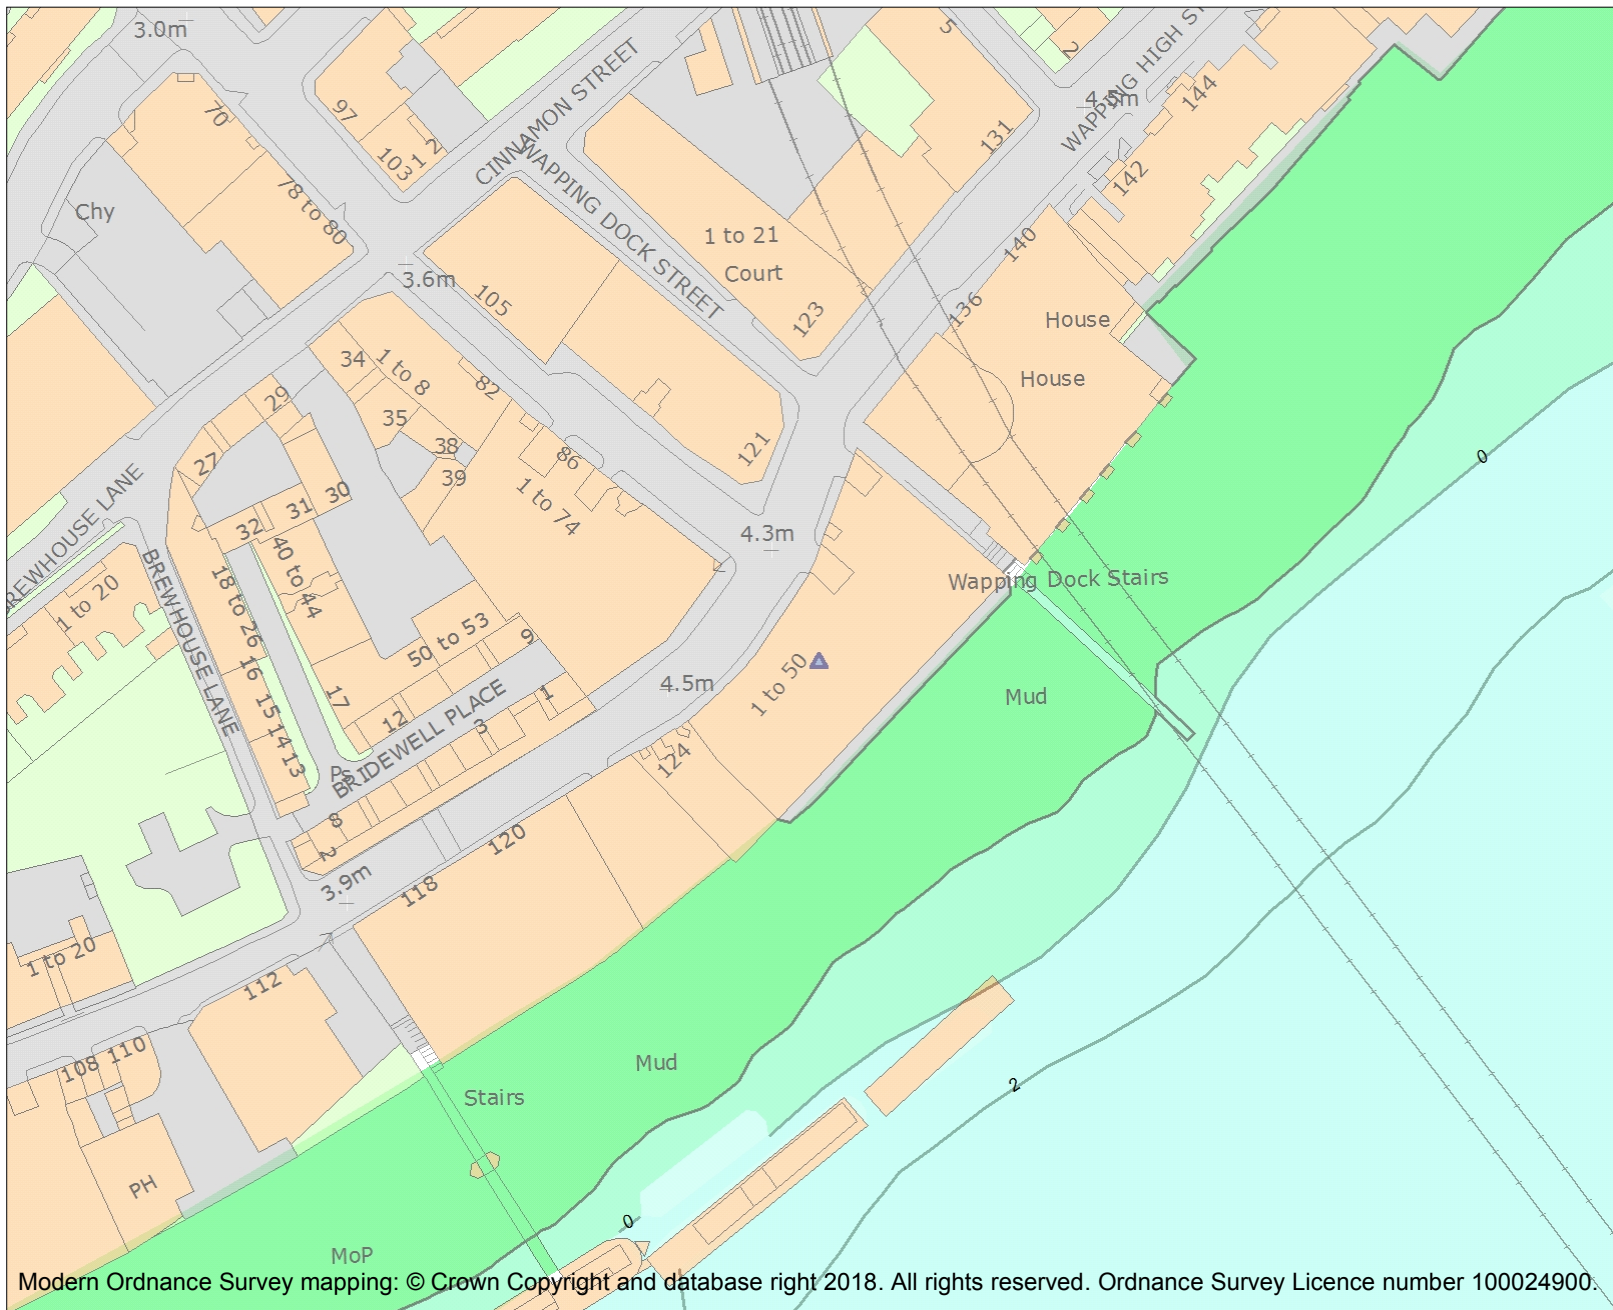 3.0m
5
2
WAPPING HIGH ST
4.5m
144
70
97
CINNAMON STREET
131
103
1
2
WAPPING DOCK STREET
142
78 to 80
Chy
1 to 21
Court
140
3.6m
105
123
136
House
34
1 to 8
House
82
29
35
38
121
86
27
39
30
1 to 74
BREWHOUSE LANE
31
32
4.3m
40 to 44
BREWHOUSE LANE
Wapping Dock Stairs
1 to 20
18 to 26
50 to 53
9
16
1 to 50
4.5m
Mud
17
1
15
12
3
14
13
BRIDEWELL PLACE
Ps
124
8
2
120
3.9m
118
1 to 20
112
108
110
Mud
Stairs
PH
0
2
0
MoP
Modern Ordnance Survey mapping: © Crown Copyright and database right 2018. All rights reserved. Ordnance Survey Licence number 100024900.